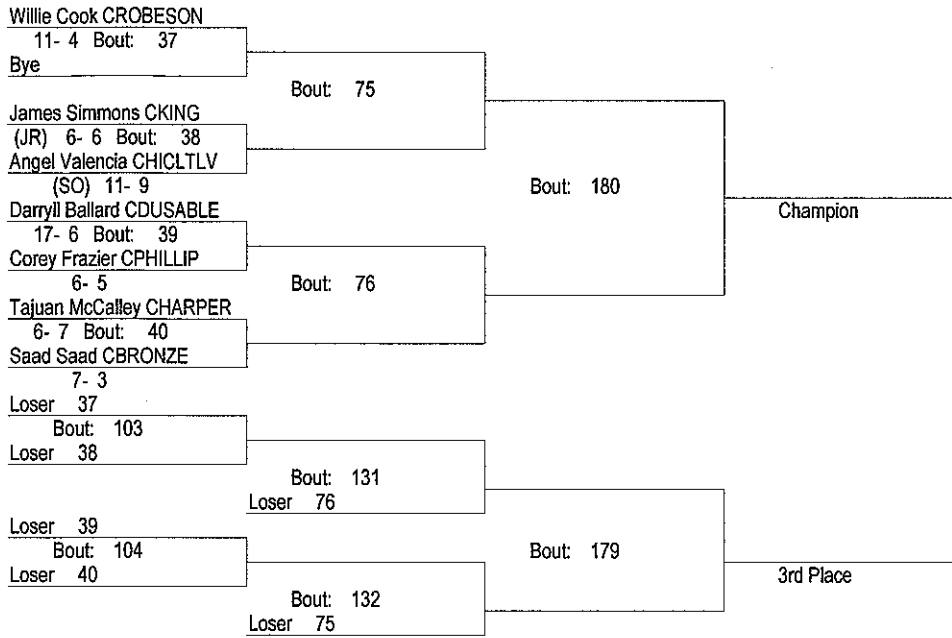 Willie Cook CROBESON
11- 4 Bout: 37
Bye
Bout: 75
James Simmons CKING
(JR) 6- 6 Bout: 38
Angel Valencia CHICLTLV
(SO) 11- 9
Bout: 180
Champion
Darryll Ballard CDUSABLE
17- 6 Bout: 39
Corey Frazier CPHILLIP
6- 5
Bout: 76
Tajuan McCalley CHARPER
6- 7 Bout: 40
Saad Saad CBRONZE
7- 3
Loser 37
Bout: 103
Loser 38
Bout: 131
Loser 76
Loser 39
Bout: 104
Loser 40
Bout: 179
3rd Place
Bout: 132
Loser 75